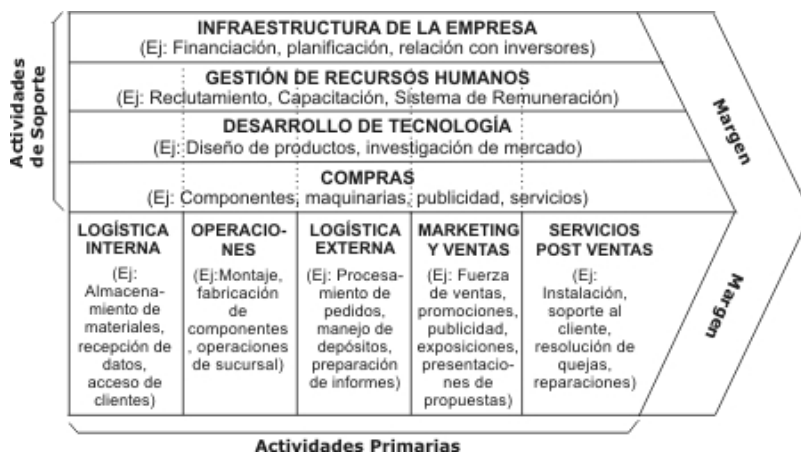 Actividades
de Soporte
INFRAESTRUCTURA DE LA EMPRESA
(Ej: Financiación, planificación, relación con inversores)
GESTIÓN DE RECURSOS HUMANOS
(Ej: Reclutamiento, Capacitación, Sistema de Remuneración)
DESARROLLO DE TECNOLOGÍA
(Ej: Diseño de productos, investigación de mercado)
COMPRAS
(Ej: Componentes, maquinarias, publicidad, servicios)
Margen
LOGÍSTICA
INTERNA
(Ej:
Almacena-
miento de
materiales,
recepción de
datos,
acceso de
clientes)
OPERACIO-
NES
(Ej:Montaje,
fabricación
de
componentes
, operaciones
de sucursal)
LOGÍSTICA
EXTERNA
(Ej: Procesa-
miento de
pedidos,
manejo de
depósitos,
preparación
de informes)
MARKETING
Y VENTAS
(Ej: Fuerza
de ventas,
promociones,
publicidad,
exposiciones,
presentacio-
nes de
propuestas)
SERVICIOS
POST VENTAS
(Ej:
Instalación,
soporte al
cliente,
resolución de
quejas,
reparaciones)
Margen
Actividades Primarias